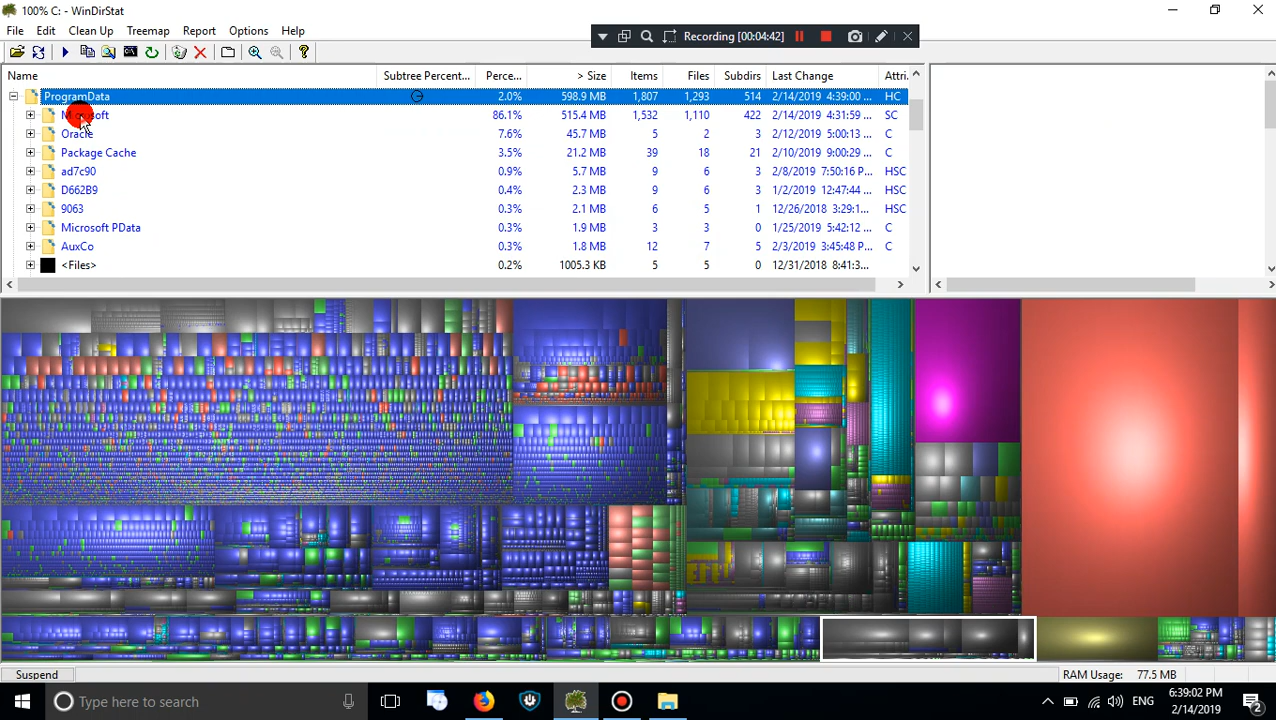 100% C: - WinDirStat
File Edit Clean Up Treemap Report Options Help
Recording [00:04:42]
Name Subtree Percent... Perce... > Size Items Files Subdirs Last Change Attri.
ProgramData 2.0% 598.9 MB 1,807 1,293 514 2/14/2019 4:39:00 ... HC
Microsoft 86.1% 515.4 MB 1,532 1,110 422 2/14/2019 4:31:59 ... SC
Oracle 7.6% 45.7 MB 5 2 3 2/12/2019 5:00:13 ... C
Package Cache 3.5% 21.2 MB 39 18 21 2/10/2019 9:00:29 ... C
ad7c90 0.9% 5.7 MB 9 6 3 2/8/2019 7:50:16 P... HSC
D662B9 0.4% 2.3 MB 9 6 3 1/2/2019 12:47:44 ... HSC
9063 0.3% 2.1 MB 6 5 1 12/26/2018 3:29:1... HSC
Microsoft PData 0.3% 1.9 MB 3 3 0 1/25/2019 5:42:12 ... C
AuxCo 0.3% 1.8 MB 12 7 5 2/3/2019 3:45:48 P... C
<Files> 0.2% 1005.3 KB 5 5 0 12/31/2018 8:41:3...
Suspend RAM Usage: 77.5 MB
Type here to search ENG 6:39:02 PM
2/14/2019 2